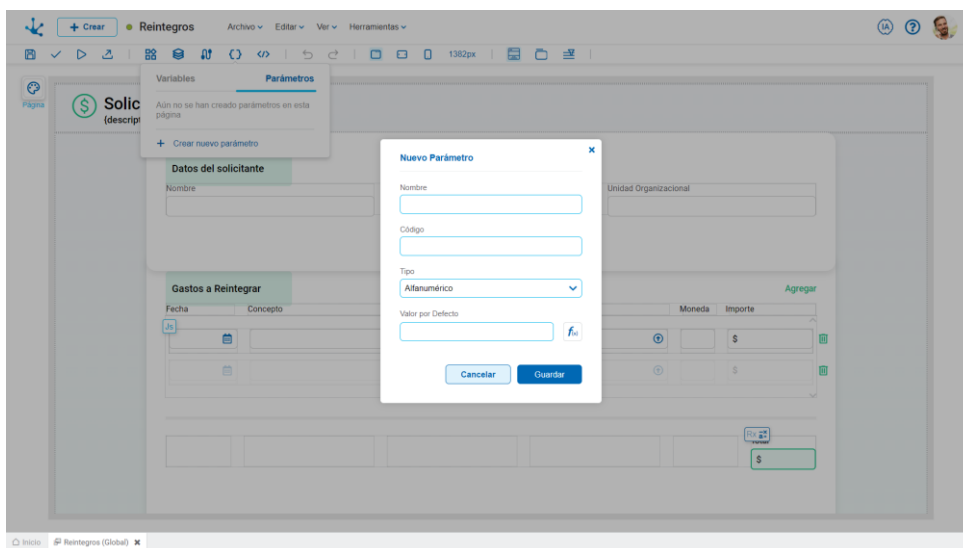 + Crear
Reintegros
Archivo
Editar
Ver
Herramientas
IA
?
1382px
Página
Variables
Parámetros
Aún no se han creado parámetros en esta
página
+ Crear nuevo parámetro
$
Solic
{descript
Datos del solicitante
Nombre
Unidad Organizacional
Gastos a Reintegrar
Agregar
Fecha
Concepto
Moneda
Importe
Js
$
$
Rx
Total
$
Nuevo Parámetro
Nombre
Código
Tipo
Alfanumérico
Valor por Defecto
f(x)
Cancelar
Guardar
Inicio
Reintegros (Global)